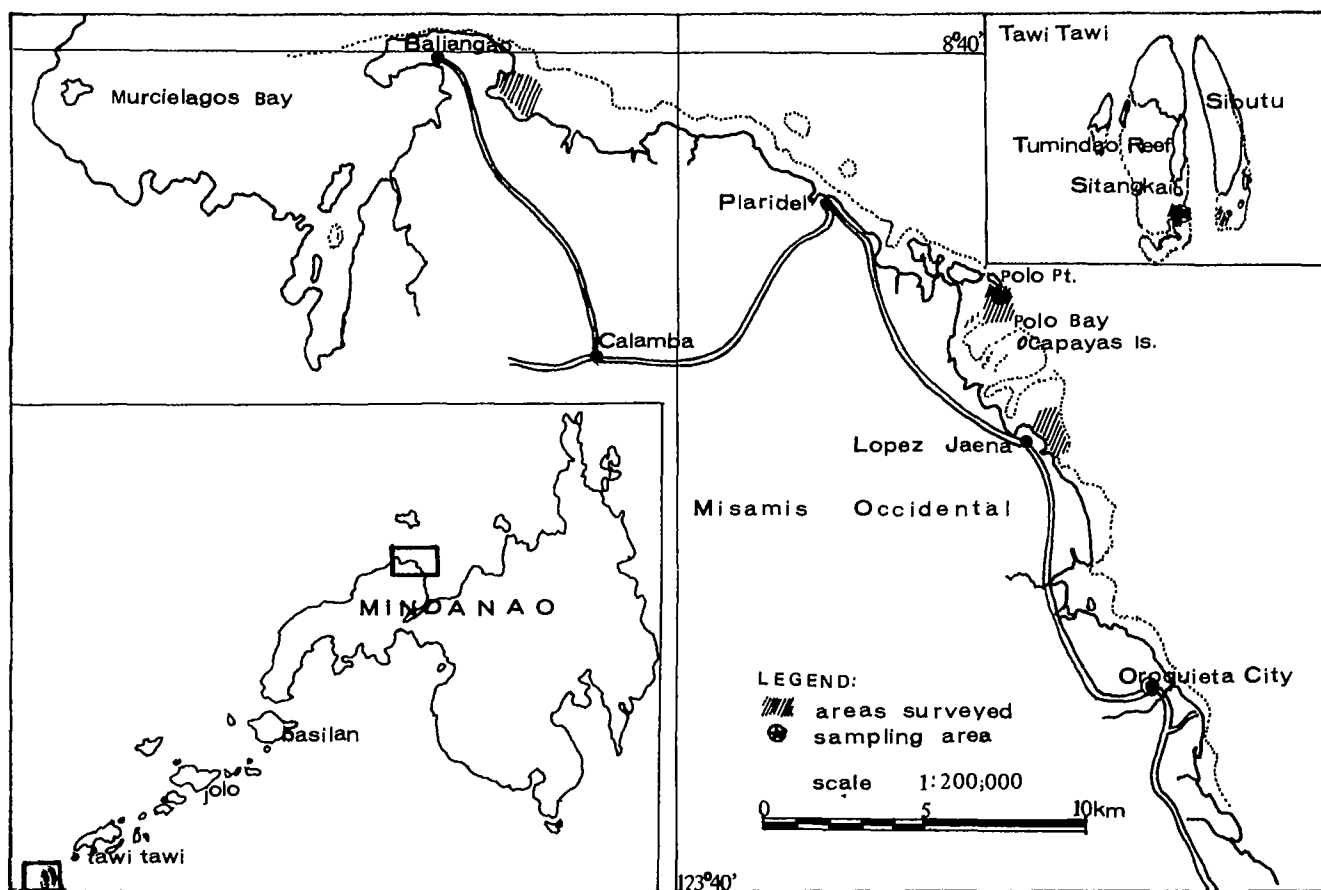 Baliangao
8°40'
Tawi Tawi
Murcielagos Bay
Sibutu
Tumindao Reef
Sitangkai
Plaridel
Polo Pt.
Polo Bay
Capayas Is.
Calamba
Lopez Jaena
Misamis Occidental
MINDANAO
LEGEND:
areas surveyed
sampling area
Oroquieta City
basilan
jolo
scale 1:200,000
0 5 10km
tawi tawi
123°40'